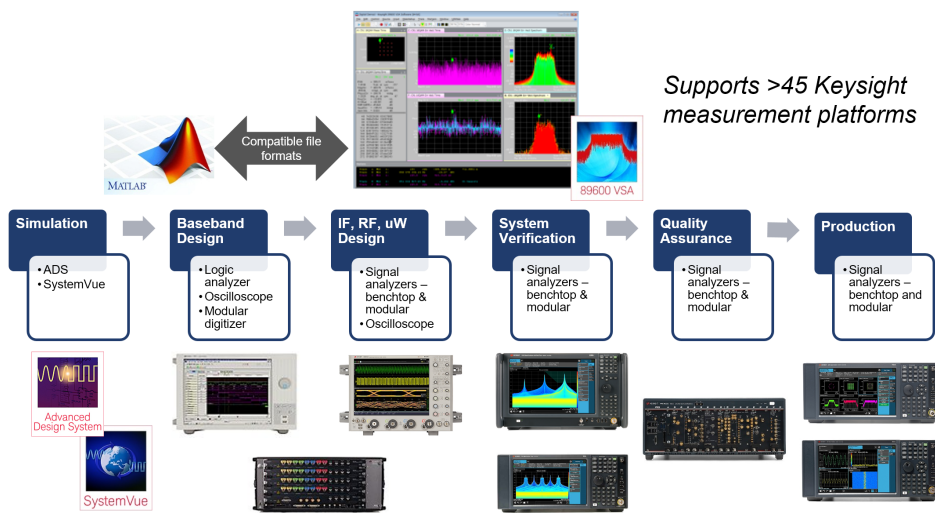 Supports >45 Keysight
measurement platforms
Compatible file
formats
MATLAB
89600 VSA
Simulation
• ADS
• SystemVue
Baseband
Design
• Logic
analyzer
• Oscilloscope
• Modular
digitizer
IF, RF, uW
Design
• Signal
analyzers –
benchtop &
modular
• Oscilloscope
System
Verification
• Signal
analyzers –
benchtop &
modular
Quality
Assurance
• Signal
analyzers –
benchtop &
modular
Production
• Signal
analyzers –
benchtop and
modular
Advanced
Design System
SystemVue